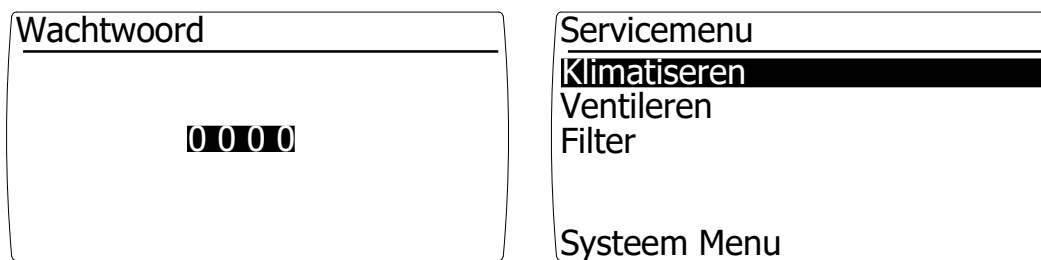 Wachtwoord
0 0 0 0
Servicemenu
Klimatiseren
Ventileren
Filter
Systeem Menu